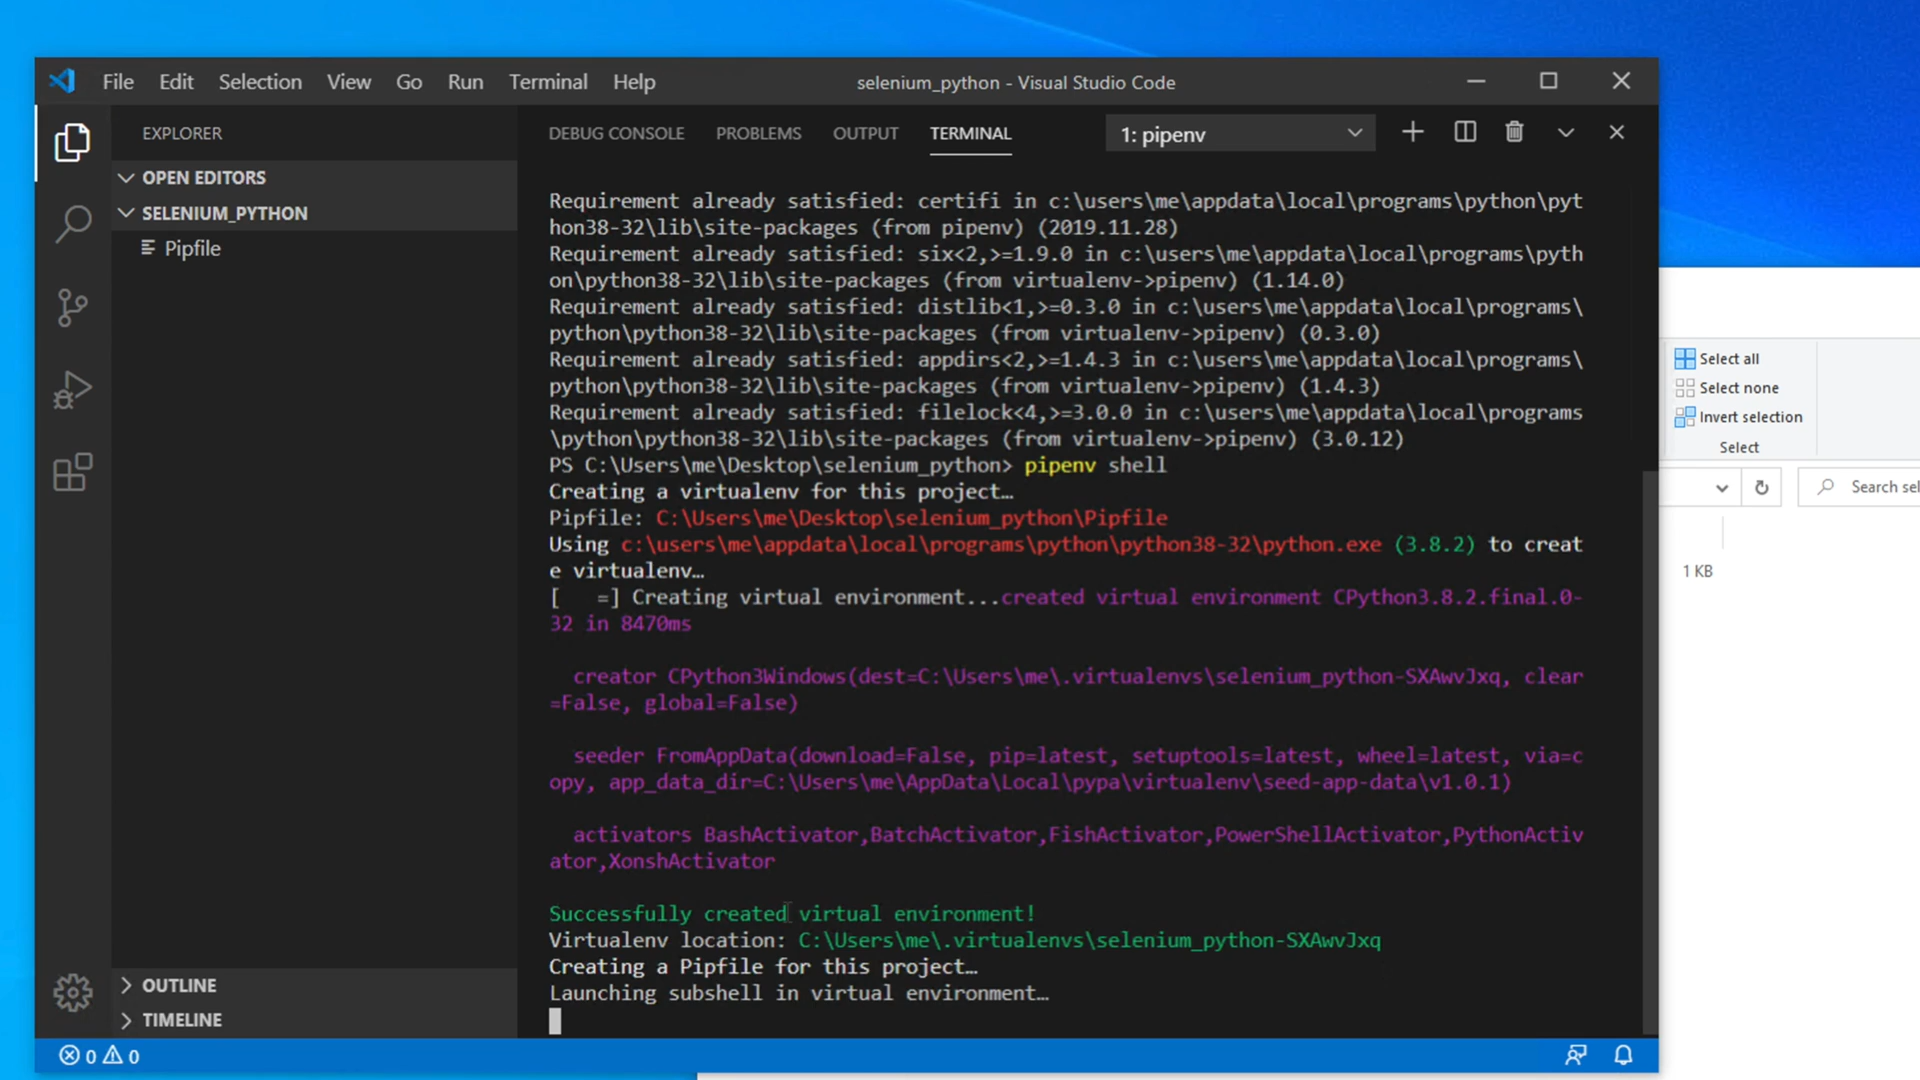 File Edit Selection View Go Run Terminal Help
selenium_python - Visual Studio Code
EXPLORER
OPEN EDITORS
SELENIUM_PYTHON
Pipfile
OUTLINE
TIMELINE
DEBUG CONSOLE PROBLEMS OUTPUT TERMINAL
1: pipenv
Requirement already satisfied: certifi in c:\users\me\appdata\local\programs\python\pyt
hon38-32\lib\site-packages (from pipenv) (2019.11.28)
Requirement already satisfied: six<2,>=1.9.0 in c:\users\me\appdata\local\programs\pyth
on\python38-32\lib\site-packages (from virtualenv->pipenv) (1.14.0)
Requirement already satisfied: distlib<1,>=0.3.0 in c:\users\me\appdata\local\programs\
python\python38-32\lib\site-packages (from virtualenv->pipenv) (0.3.0)
Requirement already satisfied: appdirs<2,>=1.4.3 in c:\users\me\appdata\local\programs\
python\python38-32\lib\site-packages (from virtualenv->pipenv) (1.4.3)
Requirement already satisfied: filelock<4,>=3.0.0 in c:\users\me\appdata\local\programs
\python\python38-32\lib\site-packages (from virtualenv->pipenv) (3.0.12)
PS C:\Users\me\Desktop\selenium_python> pipenv shell
Creating a virtualenv for this project…
Pipfile: C:\Users\me\Desktop\selenium_python\Pipfile
Using c:\users\me\appdata\local\programs\python\python38-32\python.exe (3.8.2) to creat
e virtualenv…
[   =] Creating virtual environment...created virtual environment CPython3.8.2.final.0-
32 in 8470ms
creator CPython3Windows(dest=C:\Users\me\.virtualenvs\selenium_python-SXAwvJxq, clear
=False, global=False)
seeder FromAppData(download=False, pip=latest, setuptools=latest, wheel=latest, via=c
opy, app_data_dir=C:\Users\me\AppData\Local\pypa\virtualenv\seed-app-data\v1.0.1)
activators BashActivator,BatchActivator,FishActivator,PowerShellActivator,PythonActiv
ator,XonshActivator
Successfully created virtual environment!
Virtualenv location: C:\Users\me\.virtualenvs\selenium_python-SXAwvJxq
Creating a Pipfile for this project…
Launching subshell in virtual environment…
0 0
Select all
Select none
Invert selection
Select
Search sel
1 KB